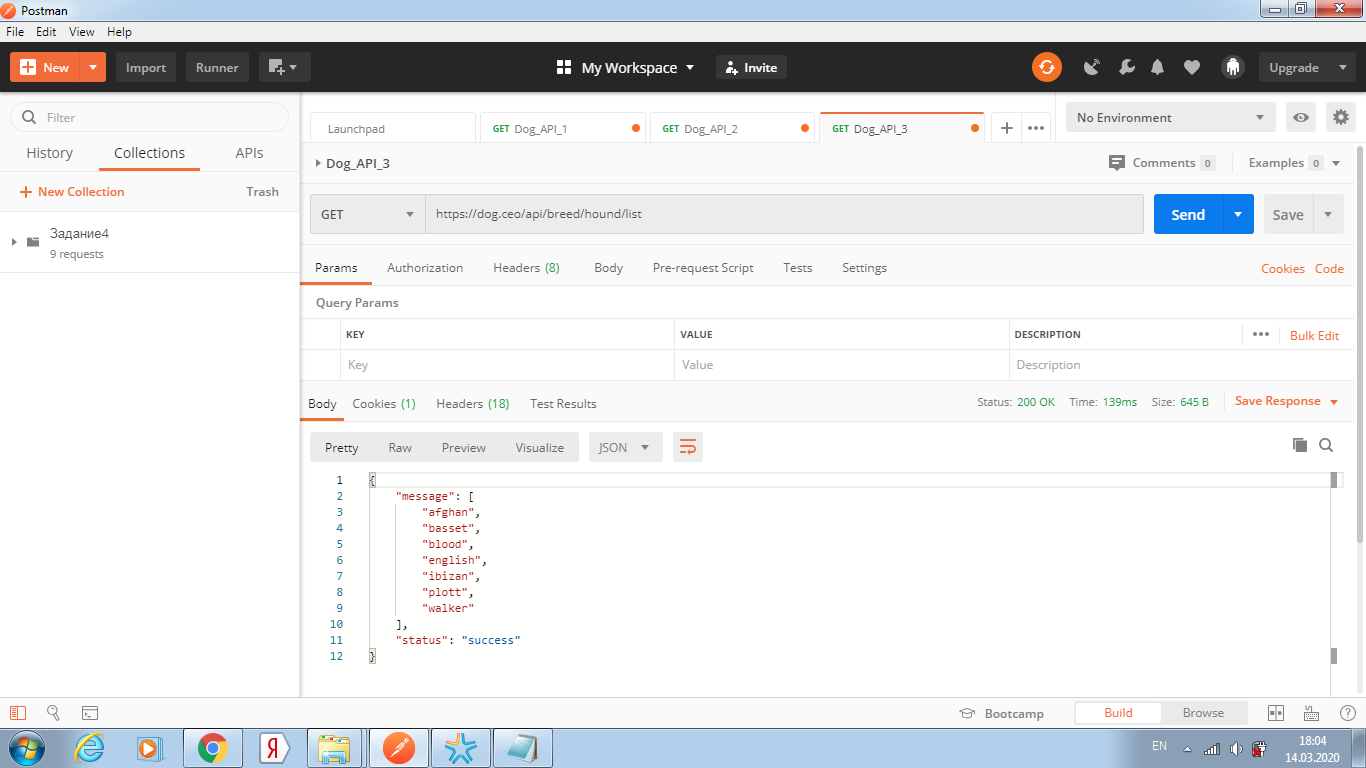 Postman
File Edit View Help
New Import Runner My Workspace Invite Upgrade
Filter
History Collections APIs
New Collection Trash
Задание4
9 requests
Launchpad GET Dog_API_1 GET Dog_API_2 GET Dog_API_3 No Environment
Dog_API_3 Comments 0 Examples 0
GET https://dog.ceo/api/breed/hound/list Send Save
Params Authorization Headers (8) Body Pre-request Script Tests Settings Cookies Code
Query Params
KEY VALUE DESCRIPTION Bulk Edit
Key Value Description
Body Cookies (1) Headers (18) Test Results Status: 200 OK Time: 139ms Size: 645 B Save Response
Pretty Raw Preview Visualize JSON
1 {
2 "message": [
3 "afghan",
4 "basset",
5 "blood",
6 "english",
7 "ibizan",
8 "plott",
9 "walker"
10 ],
11 "status": "success"
12 }
Bootcamp Build Browse
Я EN 18:04
14.03.2020